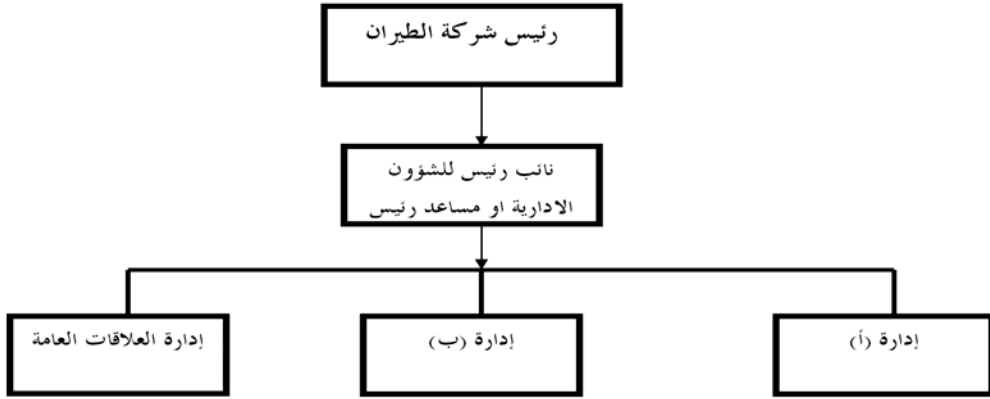 رئيس شركة الطيران
نائب رئيس للشؤون
الادارية او مساعد رئيس
إدارة (أ)
إدارة (ب)
إدارة العلاقات العامة